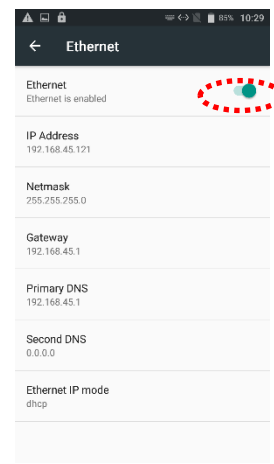 85% 10:29
Ethernet
Ethernet
Ethernet is enabled
IP Address
192.168.45.121
Netmask
255.255.255.0
Gateway
192.168.45.1
Primary DNS
192.168.45.1
Second DNS
0.0.0.0
Ethernet IP mode
dhcp